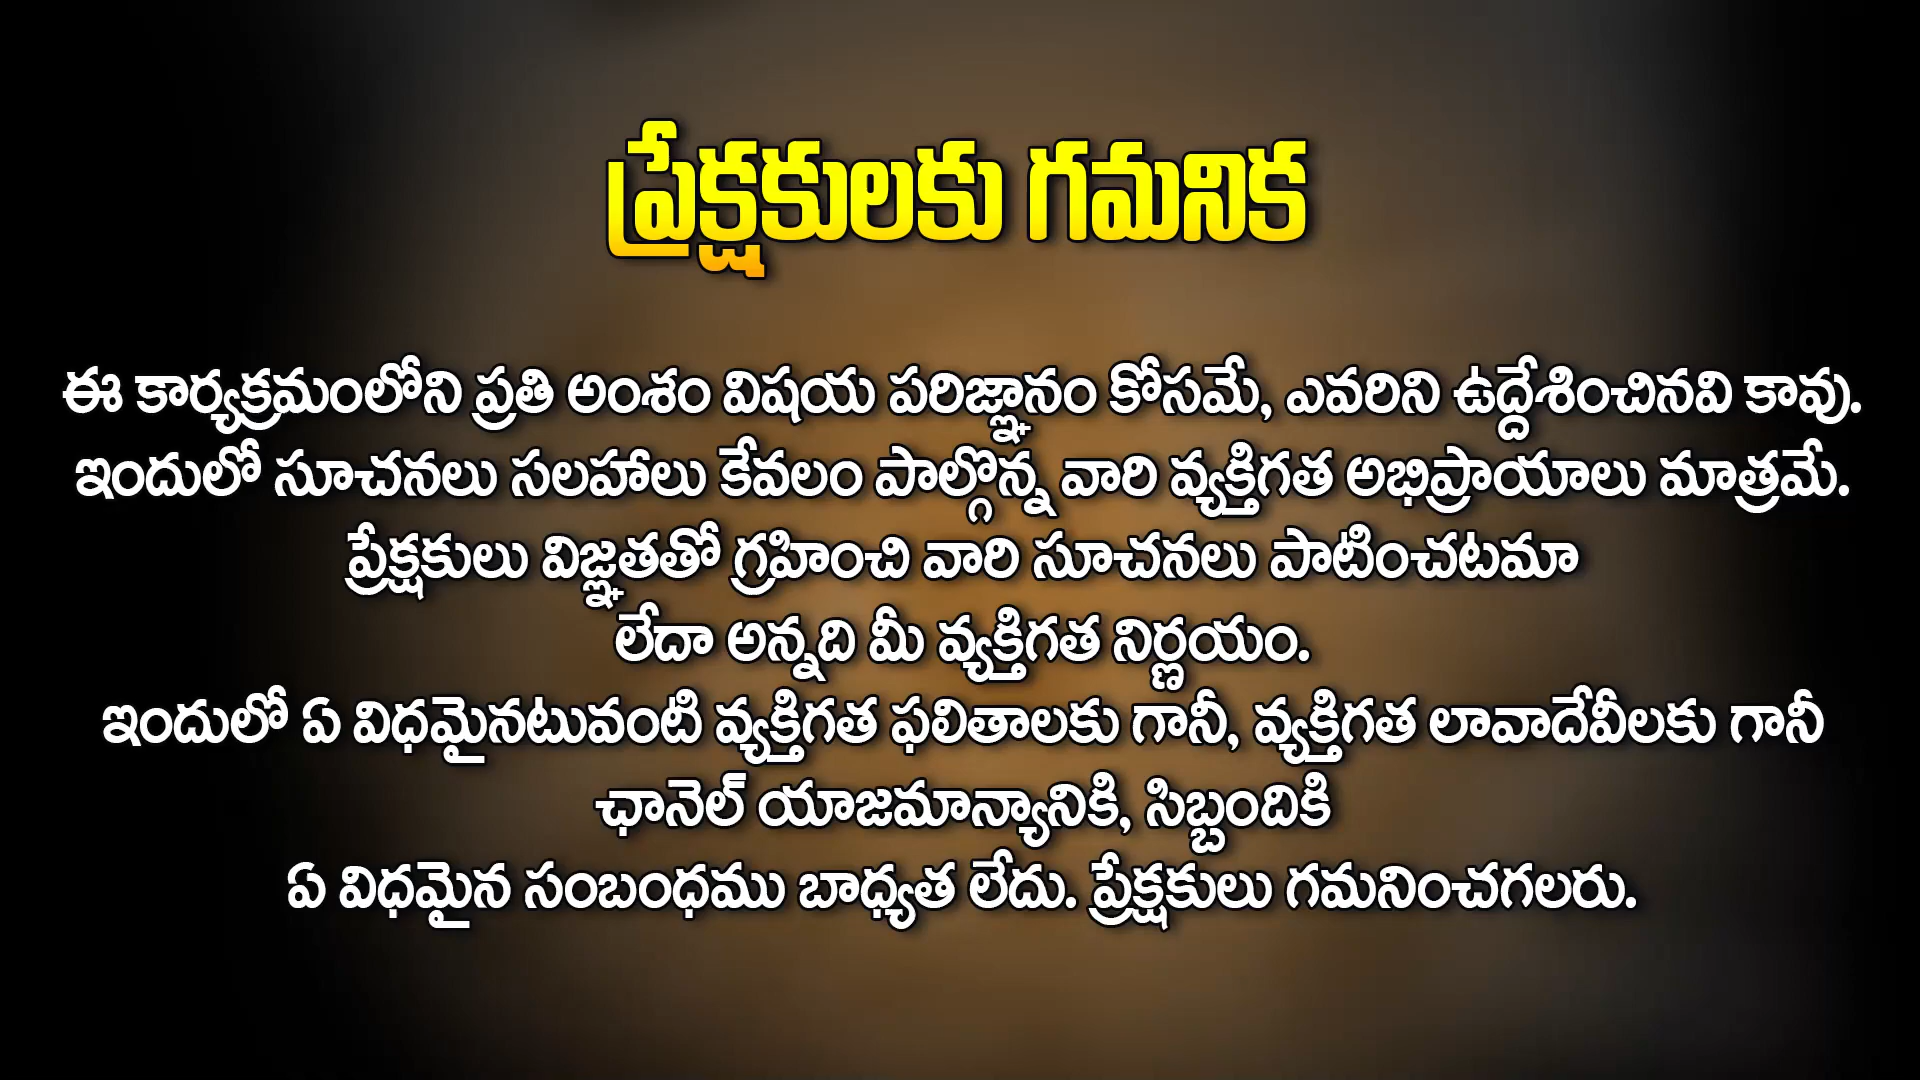 ప్రేక్షకులకు గమనిక
ఈ కార్యక్రమంలోని ప్రతి అంశం విషయ పరిజ్ఞానం కోసమే, ఎవరిని ఉద్దేశించినవి కావు.
ఇందులో సూచనలు సలహాలు కేవలం పాల్గొన్న వారి వ్యక్తిగత అభిప్రాయాలు మాత్రమే.
ప్రేక్షకులు విజ్ఞతతో గ్రహించి వారి సూచనలు పాటించటమా
లేదా అన్నది మీ వ్యక్తిగత నిర్ణయం.
ఇందులో ఏ విధమైనటువంటి వ్యక్తిగత ఫలితాలకు గానీ, వ్యక్తిగత లావాదేవీలకు గానీ
ఛానెల్ యాజమాన్యానికి, సిబ్బందికి
ఏ విధమైన సంబంధము బాధ్యత లేదు. ప్రేక్షకులు గమనించగలరు.